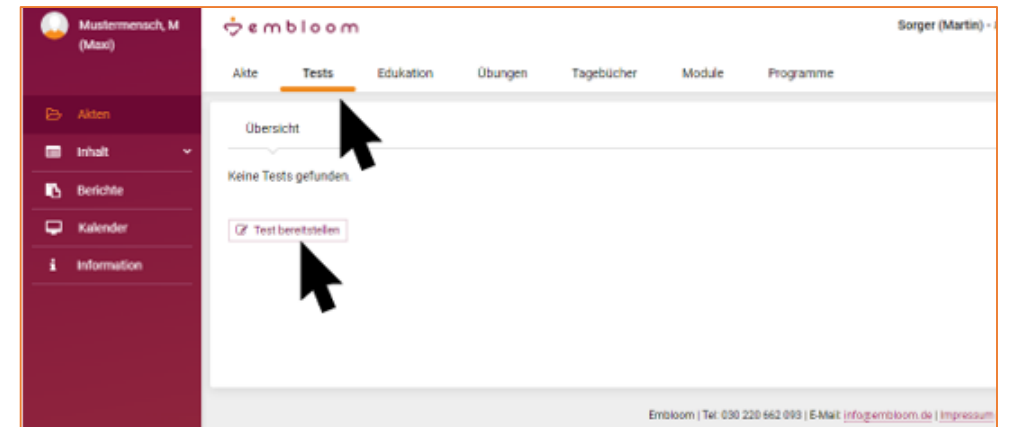 Mustermensch, M
(Maxi)
embloom
Sorger (Martin) -
Akte Tests Edukation Übungen Tagebücher Module Programme
Akten
Inhalt
Berichte
Kalender
Information
Übersicht
Keine Tests gefunden.
Test bereitstellen
Embloom | Tel: 030 220 662 093 | E-Mail: info@embloom.de | Impressum